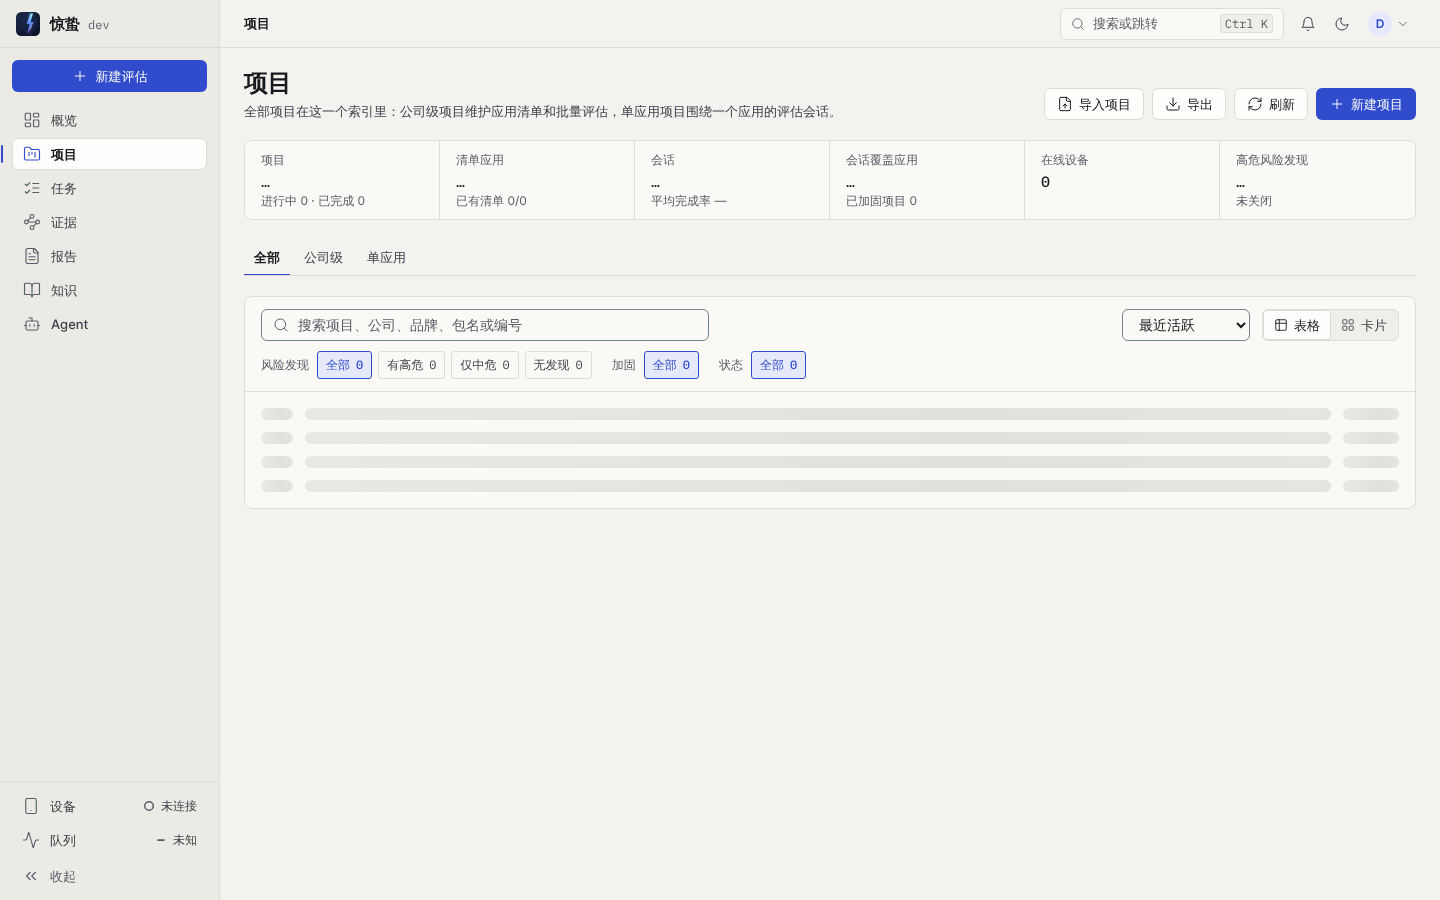 惊蛰 dev
项目
搜索或跳转 Ctrl K
D
新建评估
概览
项目
任务
证据
报告
知识
Agent
设备 未连接
队列 未知
收起
项目
全部项目在这一个索引里：公司级项目维护应用清单和批量评估，单应用项目围绕一个应用的评估会话。
导入项目 导出 刷新 新建项目
项目
…
进行中 0 · 已完成 0
清单应用
…
已有清单 0/0
会话
…
平均完成率 —
会话覆盖应用
…
已加固项目 0
在线设备
0
高危风险发现
…
未关闭
全部 公司级 单应用
搜索项目、公司、品牌、包名或编号
最近活跃 表格 卡片
风险发现 全部 0 有高危 0 仅中危 0 无发现 0 加固 全部 0 状态 全部 0